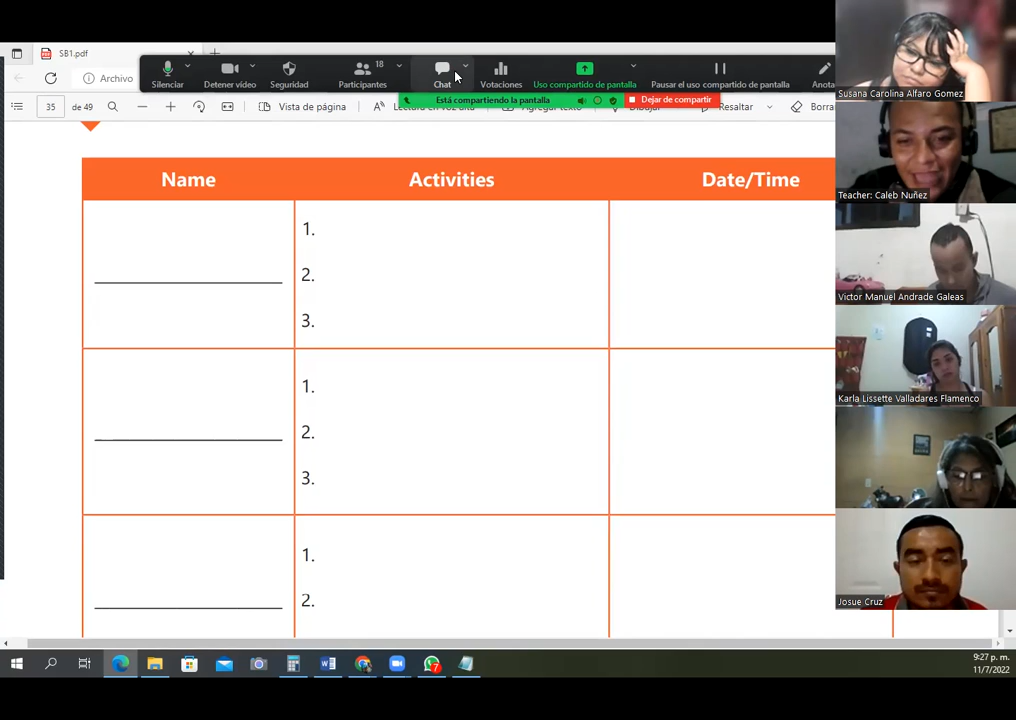 SB1.pdf
Archivo
Silenciar
Detener video
Seguridad
18
Participantes
Chat
Votaciones
Uso compartido de pantalla
Pausar el uso compartido de pantalla
Anota
Está compartiendo la pantalla
Dejar de compartir
35 de 49
Vista de página
Resaltar
Borra
Name Activities Date/Time
1.
2.
3.
1.
2.
3.
1.
2.
Susana Carolina Alfaro Gomez
Teacher: Caleb Nuñez
Victor Manuel Andrade Galeas
Karla Lissette Valladares Flamenco
Josue Cruz
7
9:27 p. m.
11/7/2022